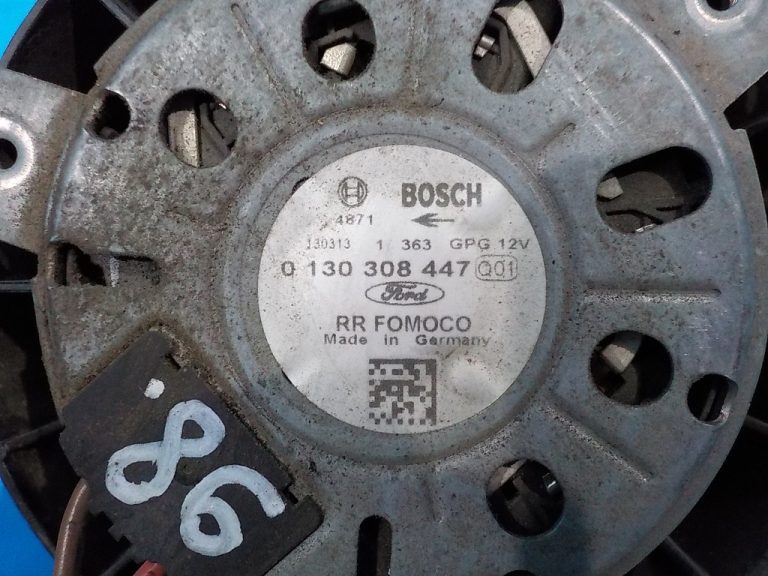 BOSCH
4871
130313 1 363 GPG 12V
0 130 308 447 Q01
Ford
RR FOMOCO
Made in Germany
.86